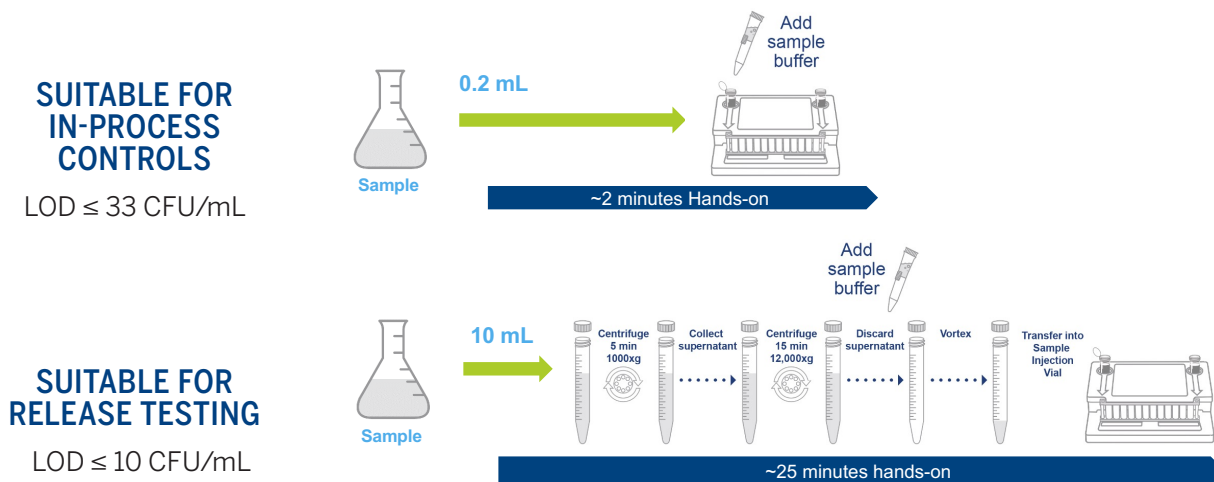 SUITABLE FOR
IN-PROCESS
CONTROLS
LOD ≤ 33 CFU/mL
Sample
0.2 mL
Add
sample
buffer
~2 minutes Hands-on
SUITABLE FOR
RELEASE TESTING
LOD ≤ 10 CFU/mL
Sample
10 mL
Centrifuge
5 min
1000xg
Collect
supernatant
Centrifuge
15 min
12,000xg
Add
sample
buffer
Discard
supernatant
Vortex
Transfer into
Sample
Injection
Vial
~25 minutes hands-on